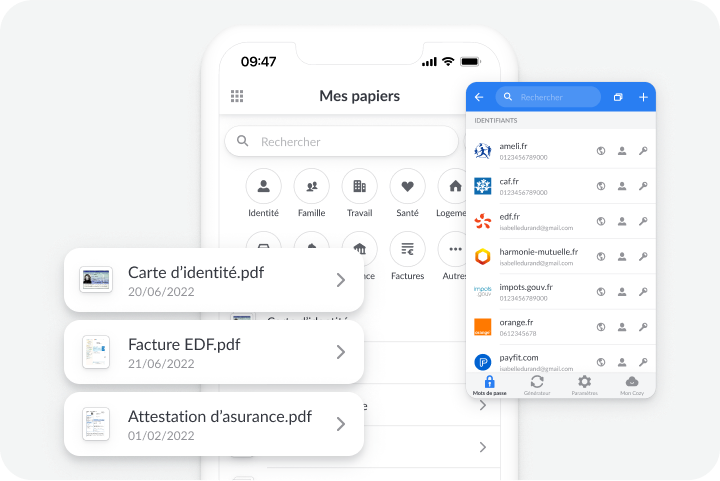 09:47
Mes papiers
Rechercher
Identité
Famille
Travail
Santé
Logeme
nce
Factures
Autres
Carte d'identité.pdf
20/06/2022
Facture EDF.pdf
21/06/2022
Attestation d'asurance.pdf
01/02/2022
Rechercher
IDENTIFIANTS
ameli.fr
0123456789000
caf.fr
0123456789000
edf.fr
isabelledurand@gmail.com
harmonie-mutuelle.fr
isabelledurand@gmail.com
impots.gouv
impots.gouv.fr
0123456789000
orange
orange.fr
0612345678
payfit.com
isabelledurand@gmail.com
Mots de passe
Générateur
Paramètres
Mon Cozy